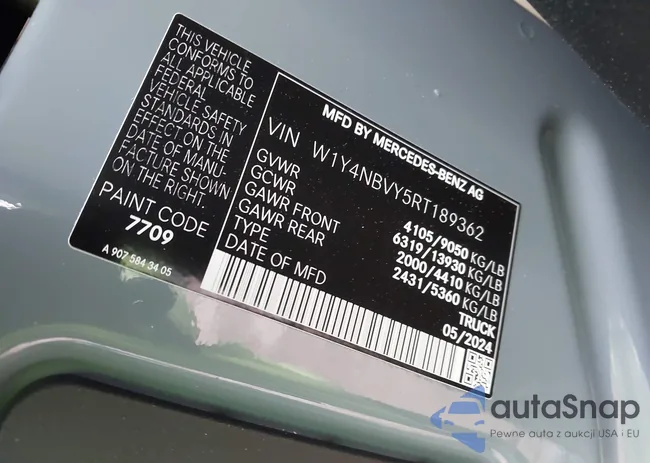 THIS VEHICLE
CONFORMS TO
ALL APPLICABLE
FEDERAL
VEHICLE SAFETY
STANDARDS IN
EFFECT ON THE
DATE OF MANU-
FACTURE SHOWN
ON THE RIGHT.
PAINT CODE
7709
A 907 584 34 05
MFD BY MERCEDES-BENZ AG
VIN W1Y4NBVY5RT189362
GVWR 4105/9050 KG/LB
GCWR 6319/13930 KG/LB
GAWR FRONT 2000/4410 KG/LB
GAWR REAR 2431/5360 KG/LB
TYPE TRUCK
DATE OF MFD 05/2024
autaSnap
Pewne auta z aukcji USA i EU